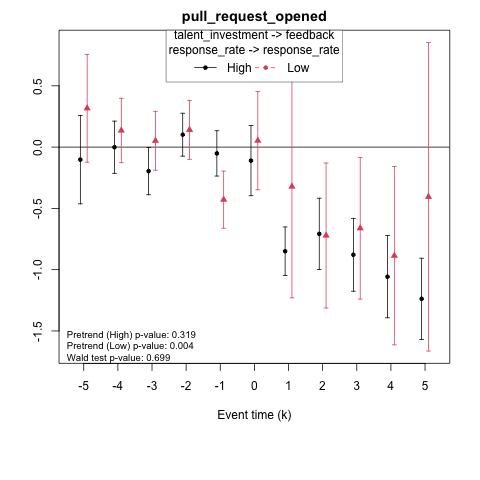 pull_request_opened
talent_investment -> feedback
response_rate -> response_rate
High Low
0.5
0.0
-0.5
-1.0
-1.5
Pretrend (High) p-value: 0.319
Pretrend (Low) p-value: 0.004
Wald test p-value: 0.699
-5 -4 -3 -2 -1 0 1 2 3 4 5
Event time (k)